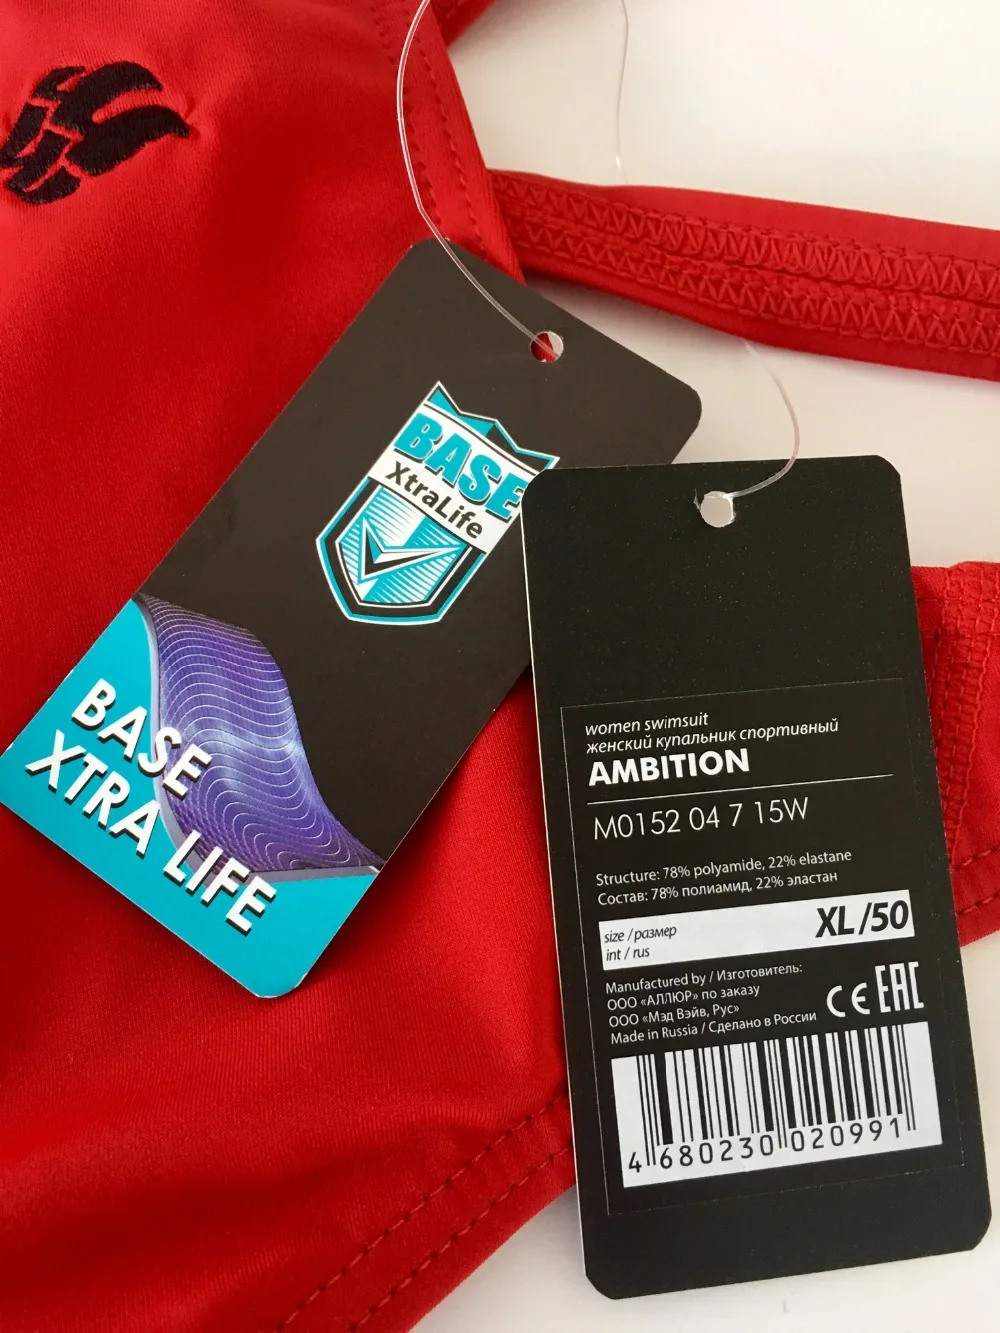 BASE
XtraLife
BASE
XTRA LIFE
women swimsuit
женский купальник спортивный
AMBITION
M0152 04 7 15W
Structure: 78% polyamide, 22% elastane
Состав: 78% полиамид, 22% эластан
size / размер
int / rus
XL/50
Manufactured by / Изготовитель:
ООО «АЛЛЮР» по заказу
ООО «Мэд Вэйв, Рус»
Made in Russia / Сделано в России
CE EAC
4 680230 020991